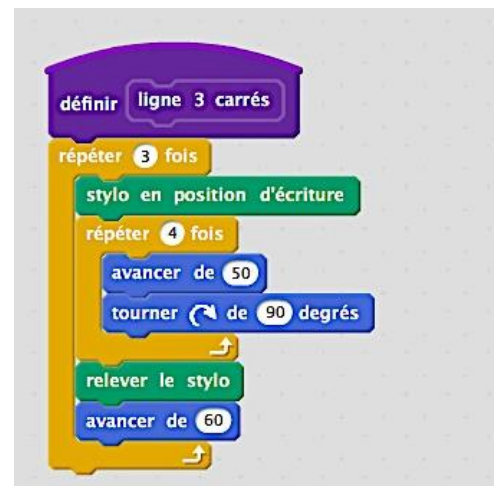 définir ligne 3 carrés
répéter 3 fois
stylo en position d'écriture
répéter 4 fois
avancer de 50
tourner de 90 degrés
relever le stylo
avancer de 60